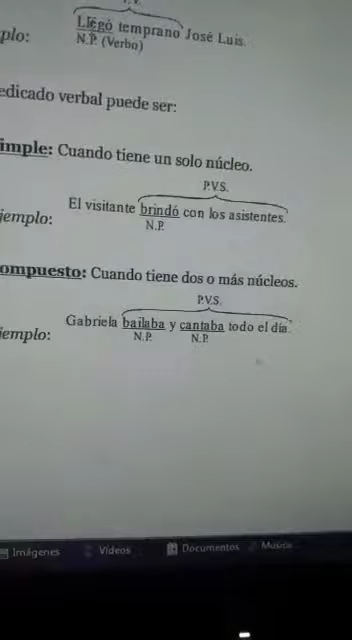 Llegó temprano José Luis.
plo:
N.P. (Verbo)
edicado verbal puede ser:
imple: Cuando tiene un solo núcleo.
P.V.S.
El visitante brindó con los asistentes.
jemplo:
N.P.
ompuesto: Cuando tiene dos o más núcleos.
P.V.S.
Gabriela bailaba y cantaba todo el día.
jemplo:
N.P. N.P.
Imágenes Vídeos Documentos Música